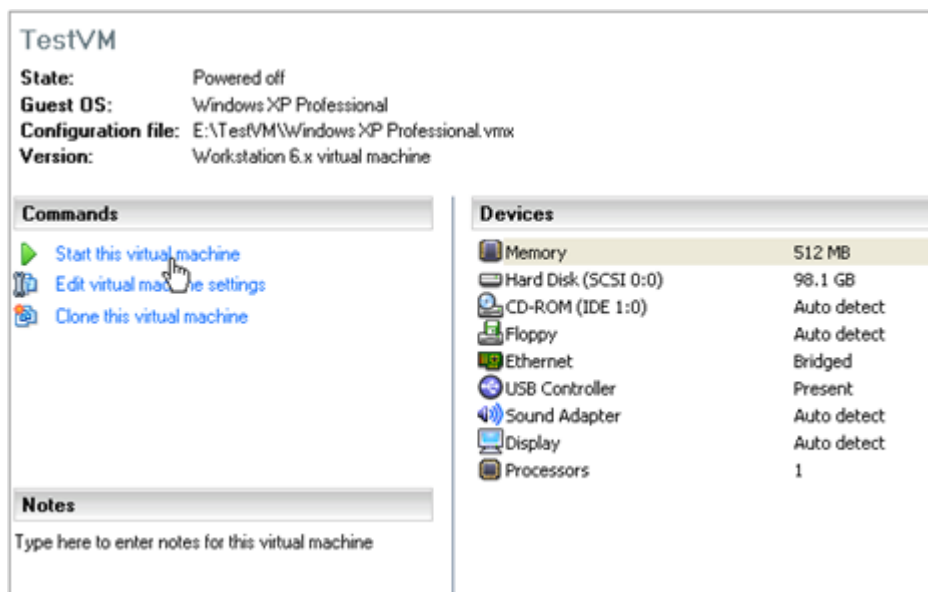 TestVM
State: Powered off
Guest OS: Windows XP Professional
Configuration file: E:\TestVM\Windows XP Professional.vmx
Version: Workstation 6.x virtual machine
Commands
Start this virtual machine
Edit virtual machine settings
Clone this virtual machine
Notes
Type here to enter notes for this virtual machine
Devices
Memory 512 MB
Hard Disk (SCSI 0:0) 98.1 GB
CD-ROM (IDE 1:0) Auto detect
Floppy Auto detect
Ethernet Bridged
USB Controller Present
Sound Adapter Auto detect
Display Auto detect
Processors 1